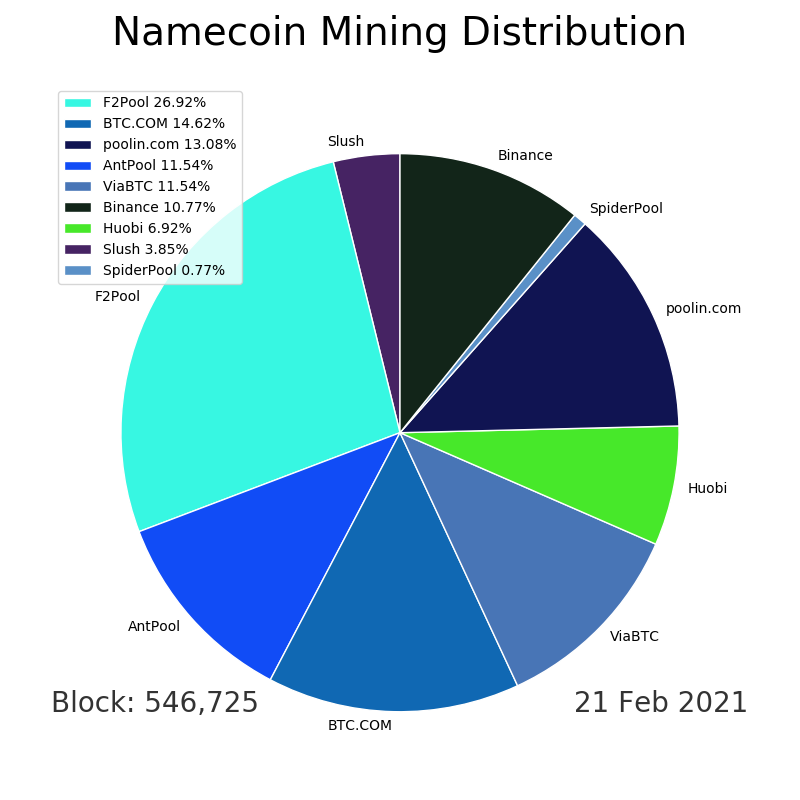 Namecoin Mining Distribution
F2Pool 26.92%
BTC.COM 14.62%
poolin.com 13.08%
AntPool 11.54%
ViaBTC 11.54%
Binance 10.77%
Huobi 6.92%
Slush 3.85%
SpiderPool 0.77%
Slush
Binance
SpiderPool
F2Pool
poolin.com
Huobi
AntPool
ViaBTC
BTC.COM
Block: 546,725
21 Feb 2021